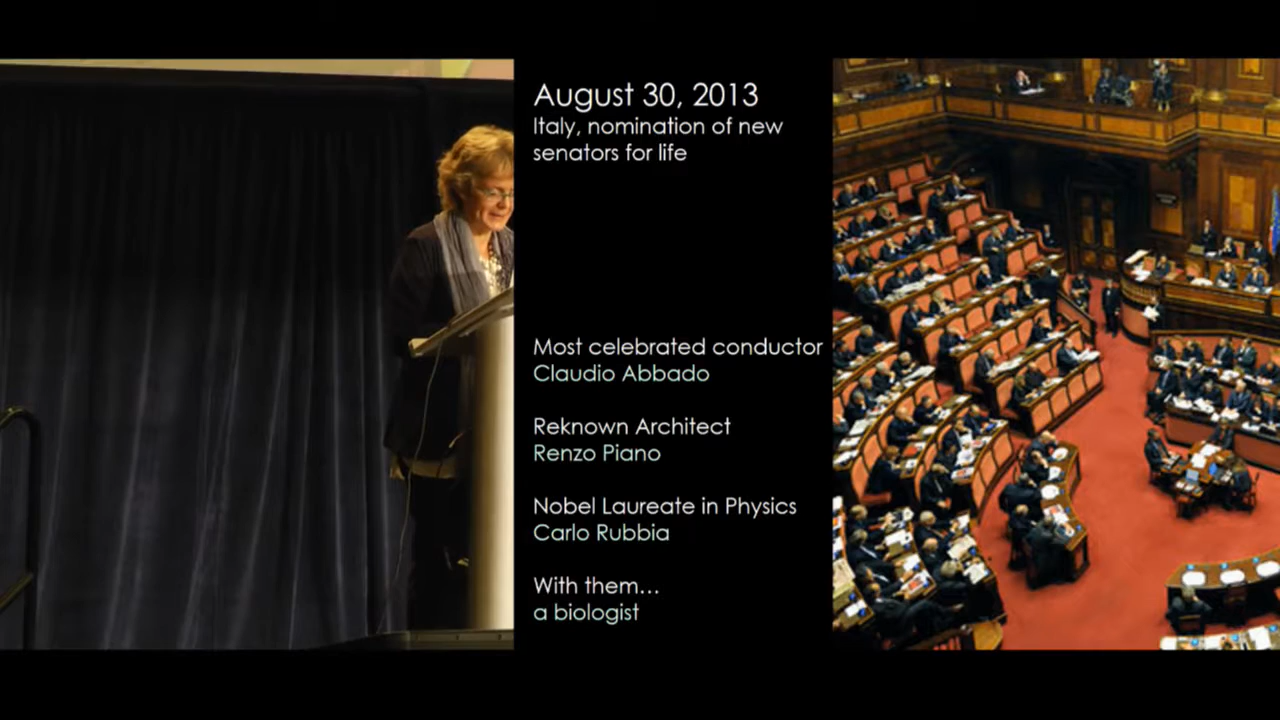 August 30, 2013
Italy, nomination of new
senators for life
Most celebrated conductor
Claudio Abbado
Reknown Architect
Renzo Piano
Nobel Laureate in Physics
Carlo Rubbia
With them...
a biologist